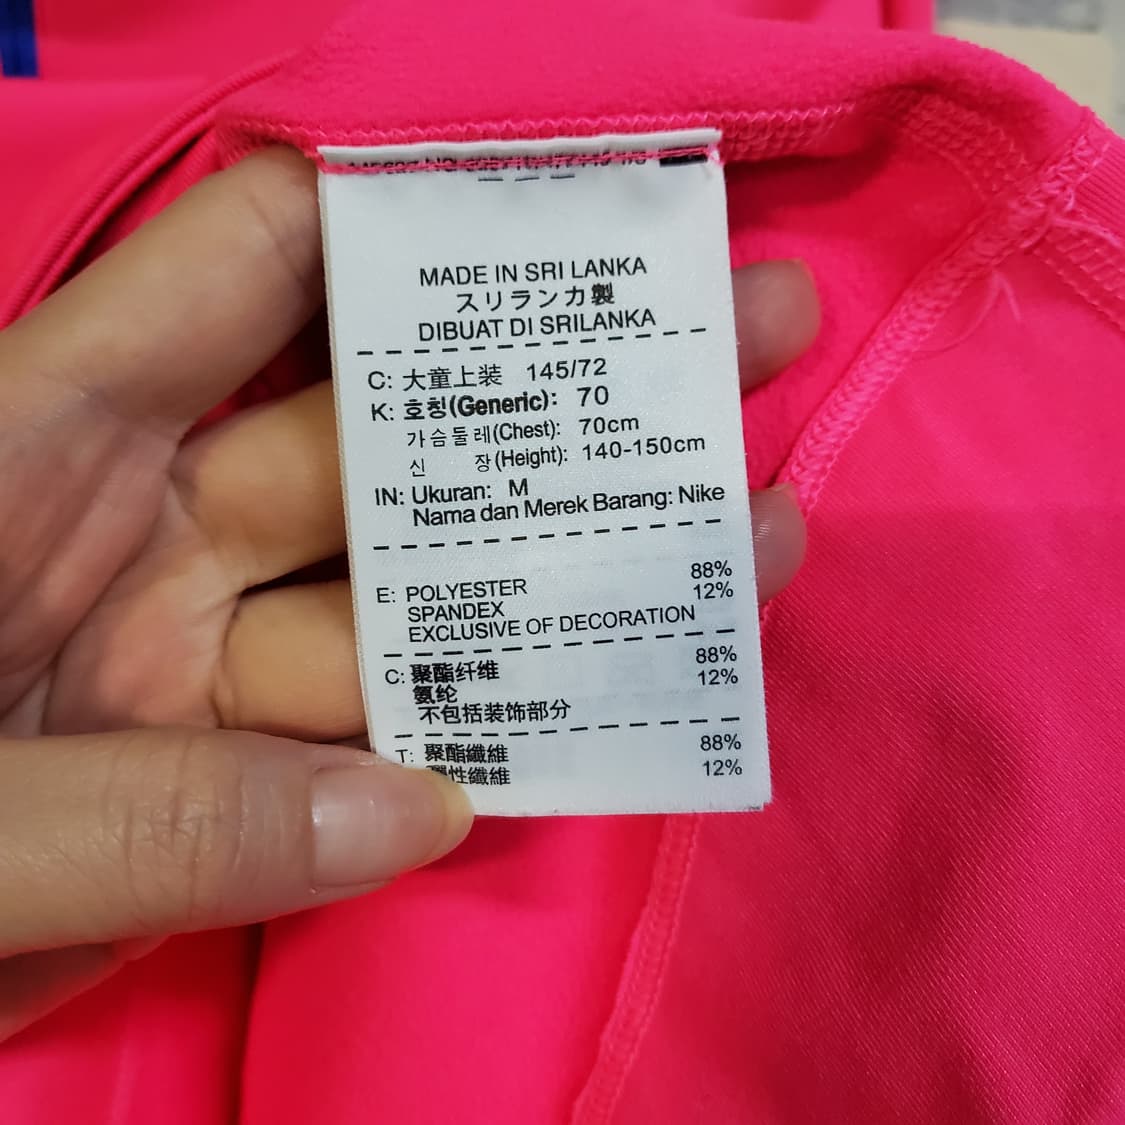 MADE IN SRI LANKA
スリランカ製
DIBUAT DI SRILANKA
C: 大童上装 145/72
K: 호칭(Generic): 70
가슴둘레(Chest): 70cm
신 장(Height): 140-150cm
IN: Ukuran: M
Nama dan Merek Barang: Nike
E: POLYESTER 88%
SPANDEX 12%
EXCLUSIVE OF DECORATION
C: 聚酯纤维 88%
氨纶 12%
不包括装饰部分
T: 聚酯纖維 88%
性纖維 12%